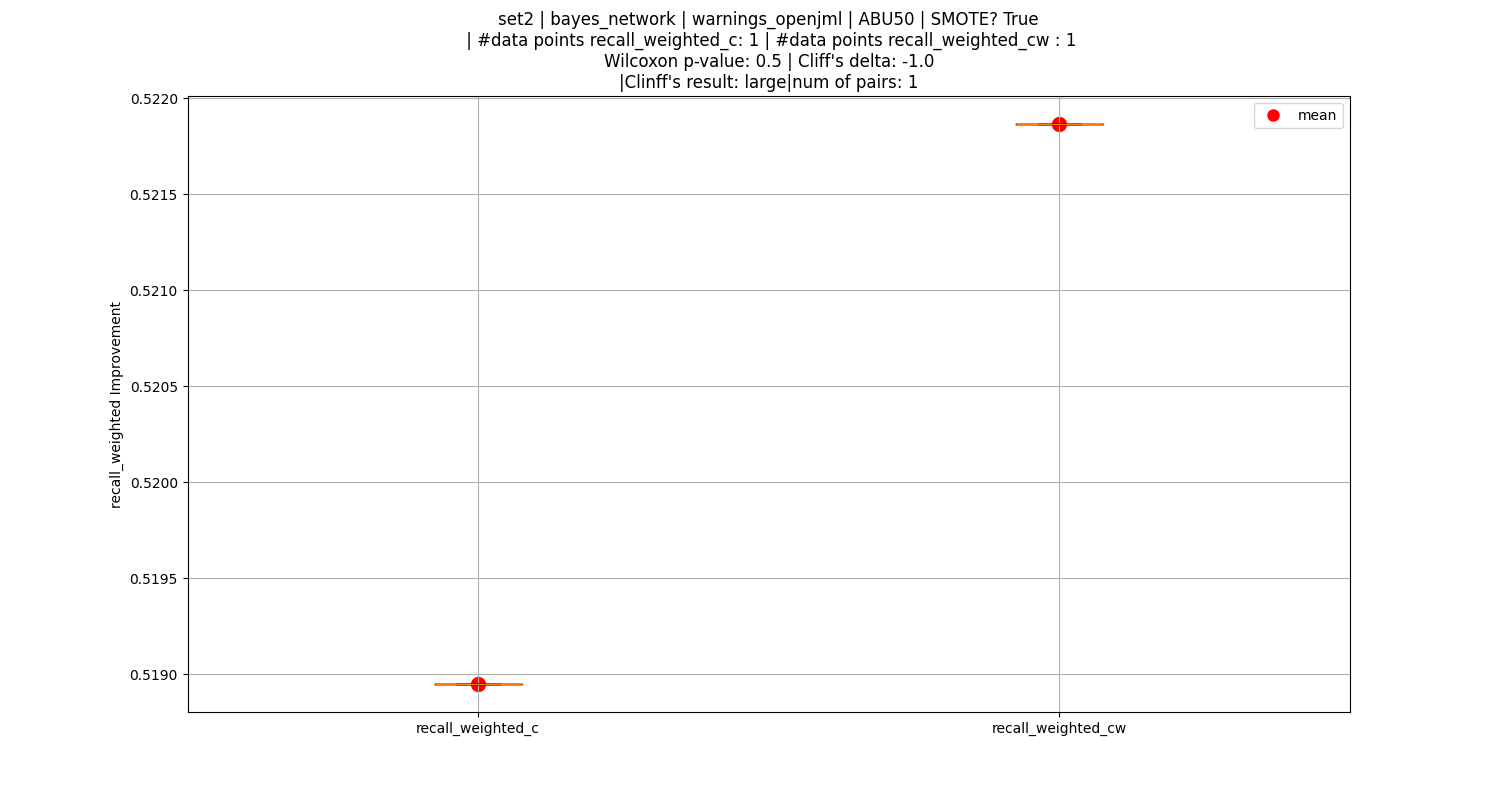 set2 | bayes_network | warnings_openjml | ABU50 | SMOTE? True
| #data points recall_weighted_c: 1 | #data points recall_weighted_cw : 1
Wilcoxon p-value: 0.5 | Cliff's delta: -1.0
|Clinff's result: large|num of pairs: 1
mean
recall_weighted Improvement
0.5220
0.5215
0.5210
0.5205
0.5200
0.5195
0.5190
recall_weighted_c
recall_weighted_cw